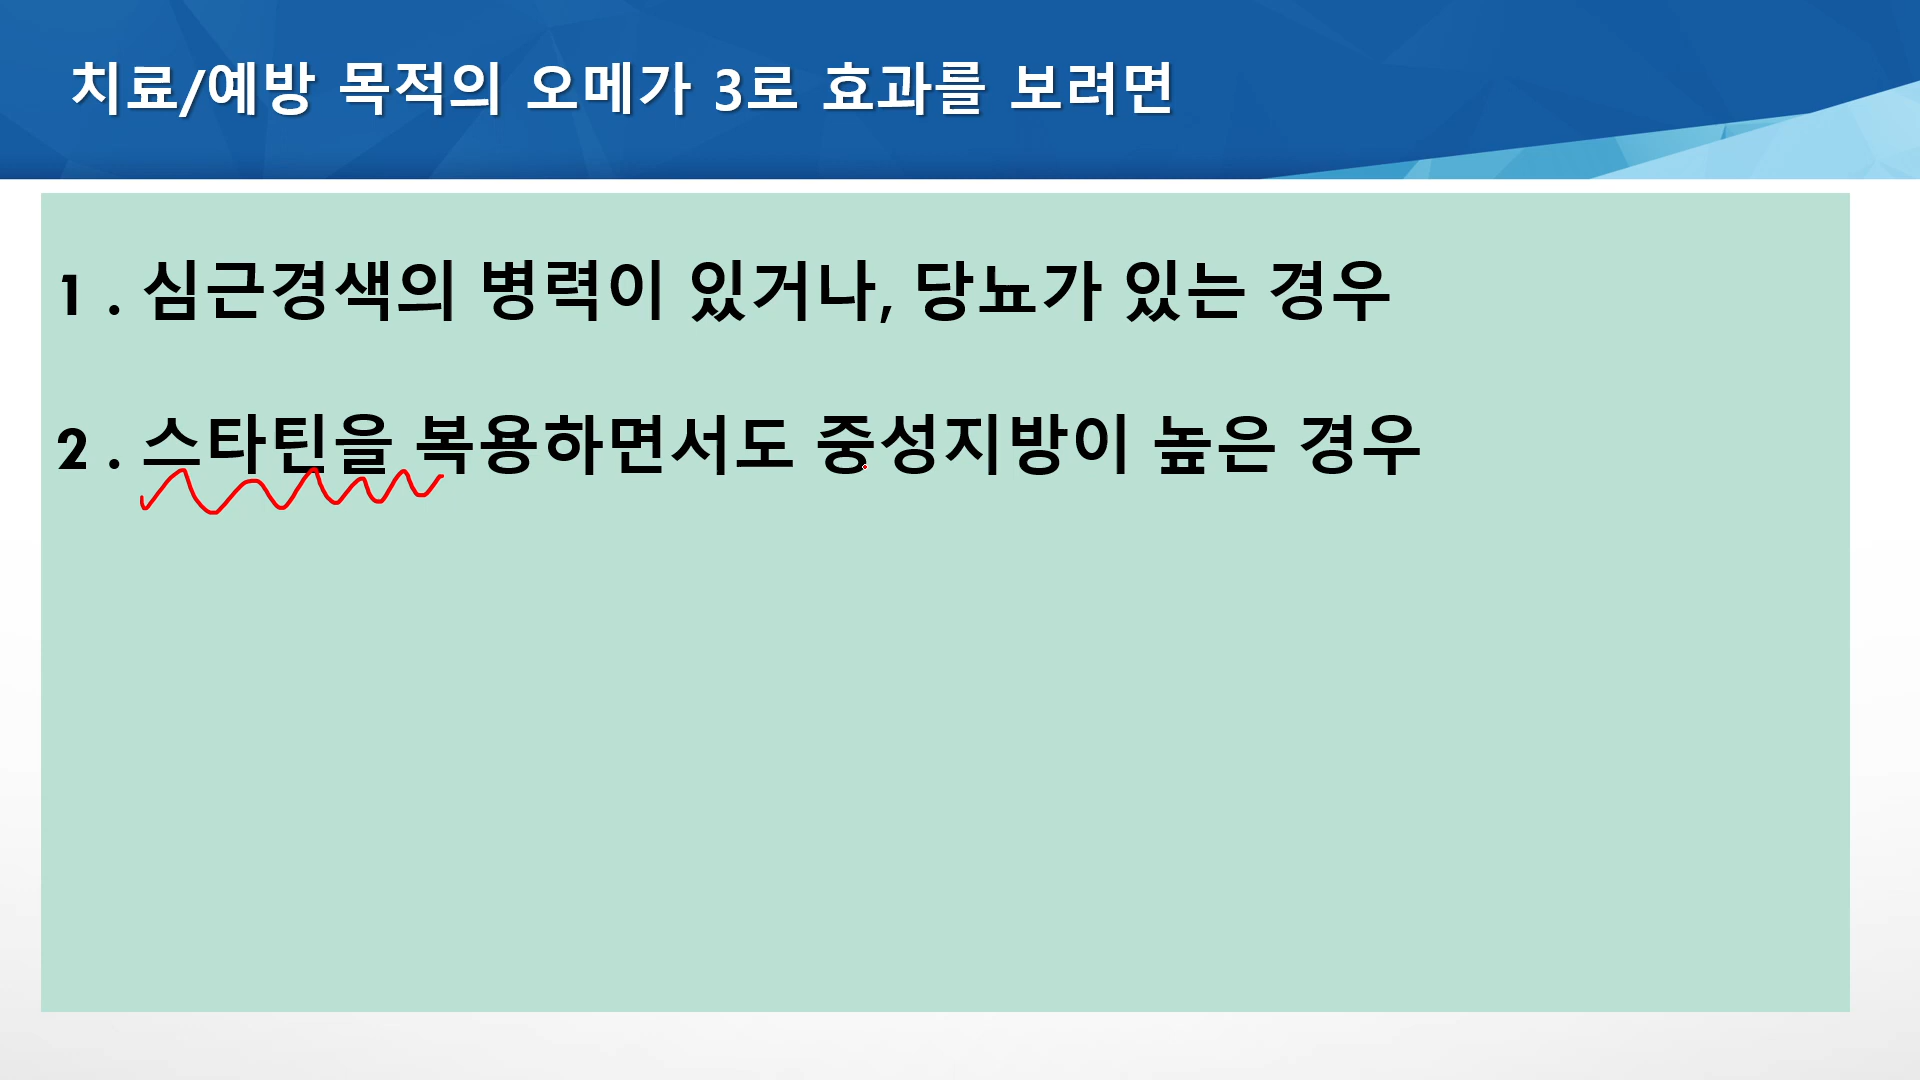 치료/예방 목적의 오메가 3로 효과를 보려면
1 . 심근경색의 병력이 있거나, 당뇨가 있는 경우
2 . 스타틴을 복용하면서도 중성지방이 높은 경우